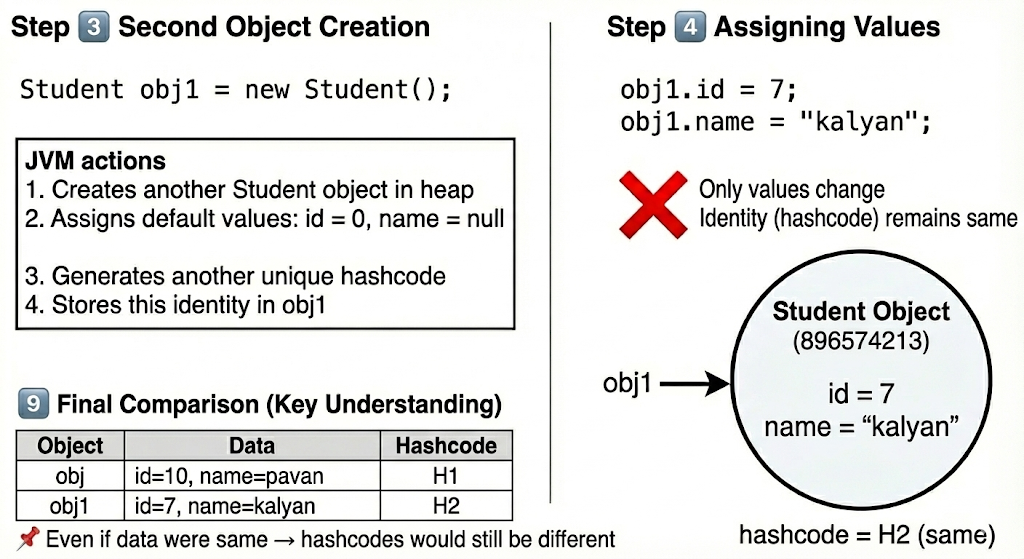 Step 3 Second Object Creation
Student obj1 = new Student();
JVM actions
1. Creates another Student object in heap
2. Assigns default values: id = 0, name = null
3. Generates another unique hashcode
4. Stores this identity in obj1
9 Final Comparison (Key Understanding)
Object Data Hashcode
obj id=10, name=pavan H1
obj1 id=7, name=kalyan H2
📌 Even if data were same → hashcodes would still be different
Step 4 Assigning Values
obj1.id = 7;
obj1.name = "kalyan";
❌ Only values change
Identity (hashcode) remains same
Student Object
(896574213)
obj1
id = 7
name = “kalyan”
hashcode = H2 (same)